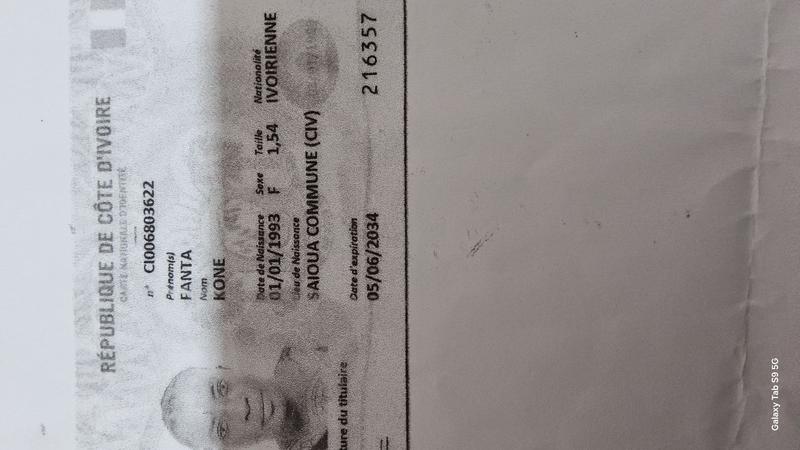 RÉPUBLIQUE DE CÔTE D'IVOIRE
CARTE NATIONALE D'IDENTITÉ
n° CI006803622
Prénom(s)
FANTA
Nom
KONE
Date de Naissance Sexe Taille Nationalité
01/01/1993 F 1,54 IVOIRIENNE
Lieu de Naissance
SAIOUA COMMUNE (CIV)
Date d'expiration
05/06/2034 216357
ture du titulaire
Galaxy Tab S9 5G